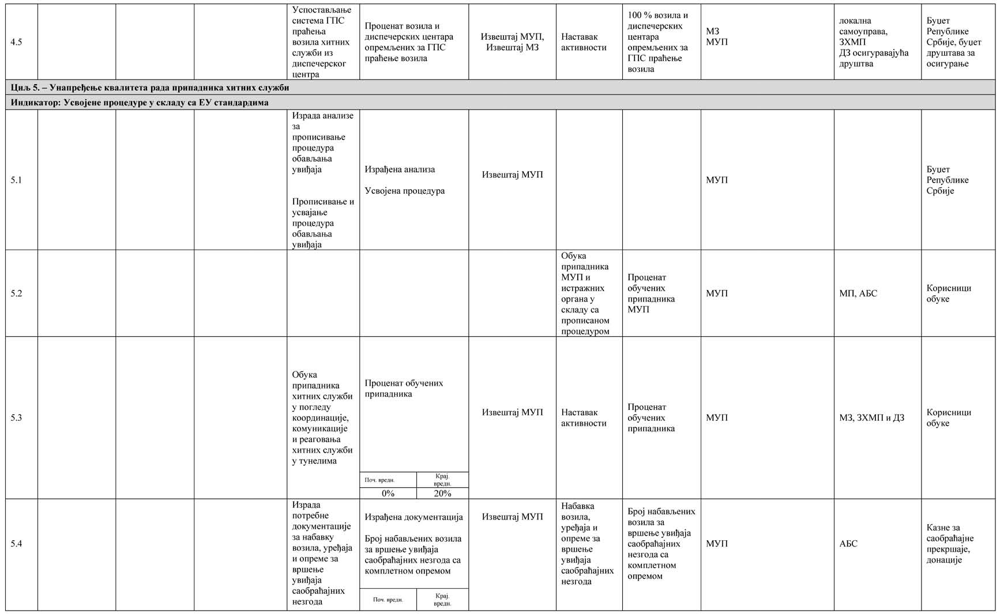 4.5
Успостављање
система ГПС
праћења
возила хитних
служби из
диспечерског
центра
Проценат возила и
диспечерских центара
опремљених за ГПС
праћење возила
Извештај МУП,
Извештај МЗ
Наставак
активности
100 % возила и
диспечерских
центара
опремљених за
ГПС праћење
возила
МЗ
МУП
локална
самоуправа,
ЗХМП
ДЗ осигуравајућа
друштва
Буџет
Републике
Србије, буџет
друштава за
осигурање
Циљ 5. – Унапређење квалитета рада припадника хитних служби
Индикатор: Усвојене процедуре у складу са ЕУ стандардима
5.1
Израда анализе
за
прописивање
процедура
обављања
увиђаја
Прописивање и
усвајање
процедура
обављања
увиђаја
Израђена анализа
Усвојена процедура
Извештај МУП
МУП
Буџет
Републике
Србије
5.2
Обука
припадника
МУП и
истражних
органа у
складу са
прописаном
процедуром
Проценат
обучених
припадника
МУП
МУП
МП, АБС
Корисници
обуке
5.3
Обука
припадника
хитних служби
у погледу
координације,
комуникације
и реаговања
хитних служби
у тунелима
Проценат обучених
припадника
Поч. вредн.
Крај.
вредн.
0%
20%
Извештај МУП
Наставак
активности
Проценат
обучених
припадника
МУП
МЗ, ЗХМП и ДЗ
Корисници
обуке
5.4
Израда
потребне
документације
за набавку
возила, уређаја
и опреме за
вршење
увиђаја
саобраћајних
незгода
Израђена документација
Број набављених возила
за вршење увиђаја
саобраћајних незгода са
комплетном опремом
Поч. вредн.
Крај.
вредн.
Извештај МУП
Набавка
возила,
уређаја и
опреме за
вршење
увиђаја
саобраћајних
незгода
Број набављених
возила за
вршење увиђаја
саобраћајних
незгода са
комплетном
опремом
МУП
АБС
Казне за
саобраћајне
прекршаје,
донације